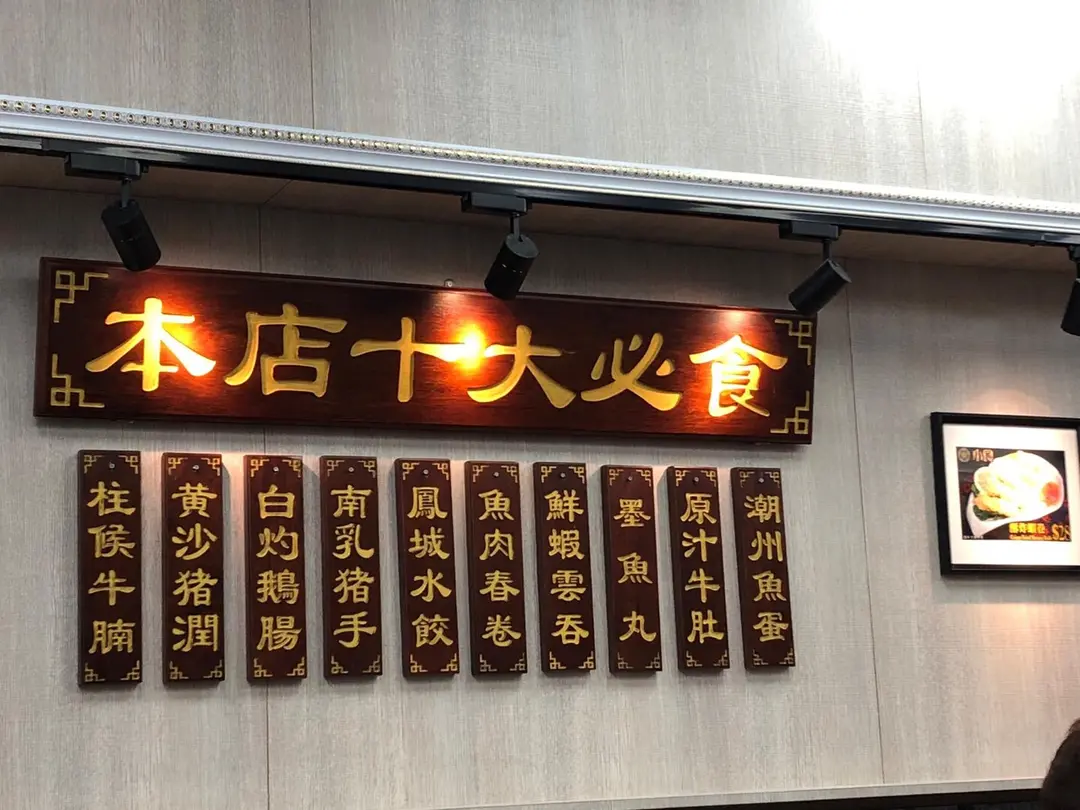 本店十大必食
柱侯牛腩
黄沙猪潤
白灼鵝腸
南乳猪手
鳳城水餃
魚肉春卷
鮮蝦雲吞
墨魚丸
原汁牛肚
潮州魚蛋
$28